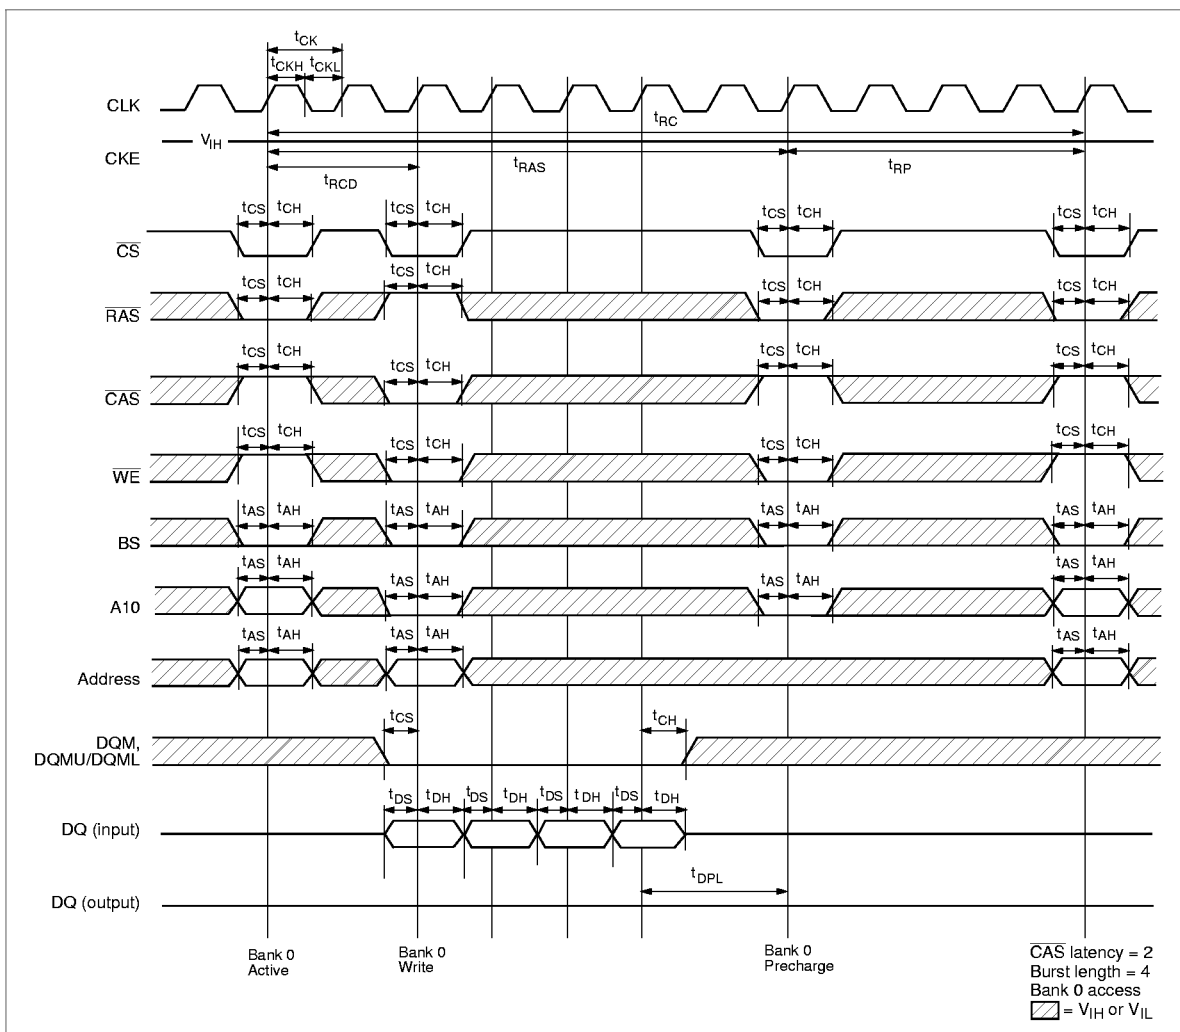 tCK
tCKH tCKL
CLK
tRC
VIH
CKE
tRAS
tRP
tRCD
tCS tCH tCS tCH tCS tCH tCS tCH
CS
tCS tCH tCS tCH tCS tCH tCS tCH
RAS
tCS tCH tCS tCH tCS tCH tCS tCH
CAS
tCS tCH tCS tCH tCS tCH tCS tCH
WE
tAS tAH tAS tAH tAS tAH tAS tAH
BS
tAS tAH tAS tAH tAS tAH tAS tAH
A10
tAS tAH tAS tAH tAS tAH
Address
tCS tCH
DQM,
DQMU/DQML
tDS tDH tDS tDH tDS tDH tDS tDH
DQ (input)
tDPL
DQ (output)
Bank 0
Active
Bank 0
Write
Bank 0
Precharge
CAS latency = 2
Burst length = 4
Bank 0 access
= VIH or VIL